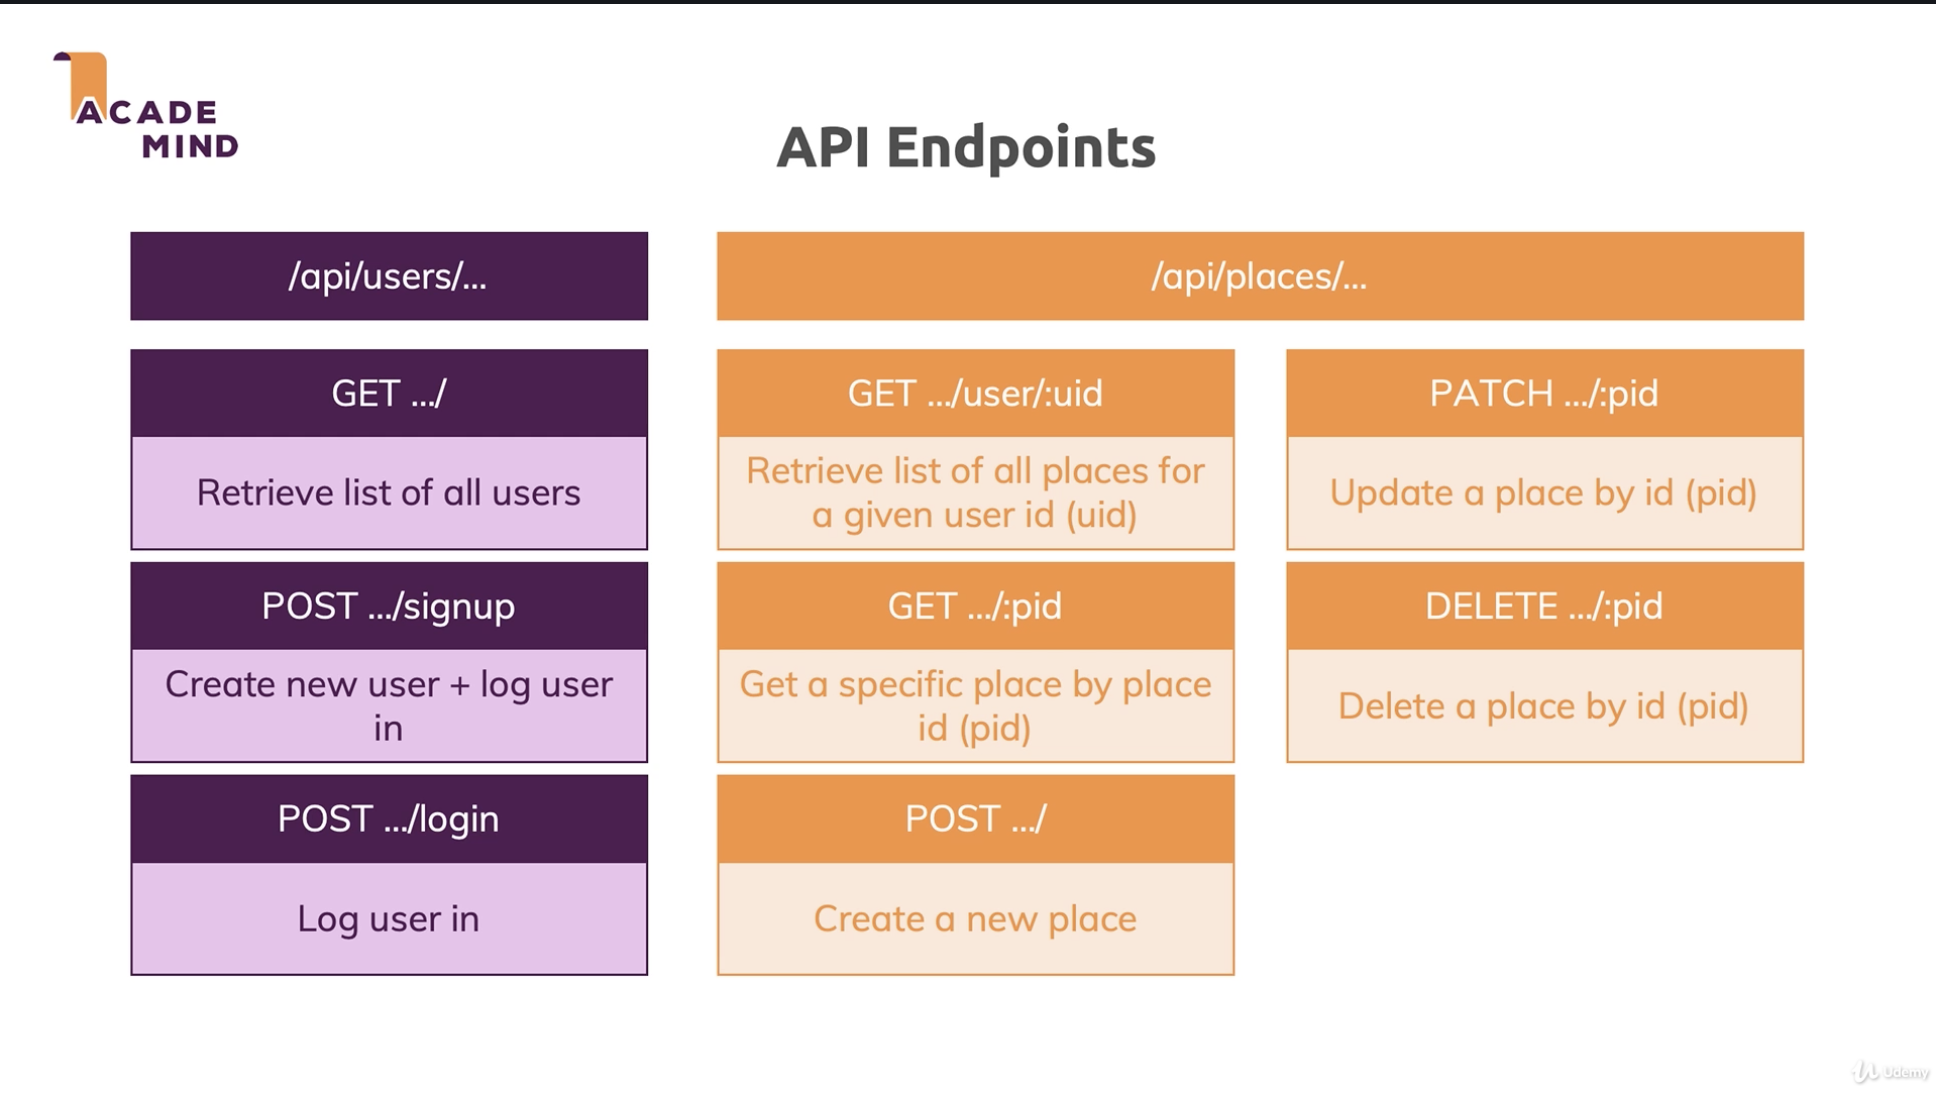 ACADE
MIND
API Endpoints
/api/users/...
GET .../
Retrieve list of all users
POST .../signup
Create new user + log user
in
POST .../login
Log user in
/api/places/...
GET .../user/:uid
Retrieve list of all places for
a given user id (uid)
GET .../:pid
Get a specific place by place
id (pid)
POST .../
Create a new place
PATCH .../:pid
Update a place by id (pid)
DELETE .../:pid
Delete a place by id (pid)
Udemy